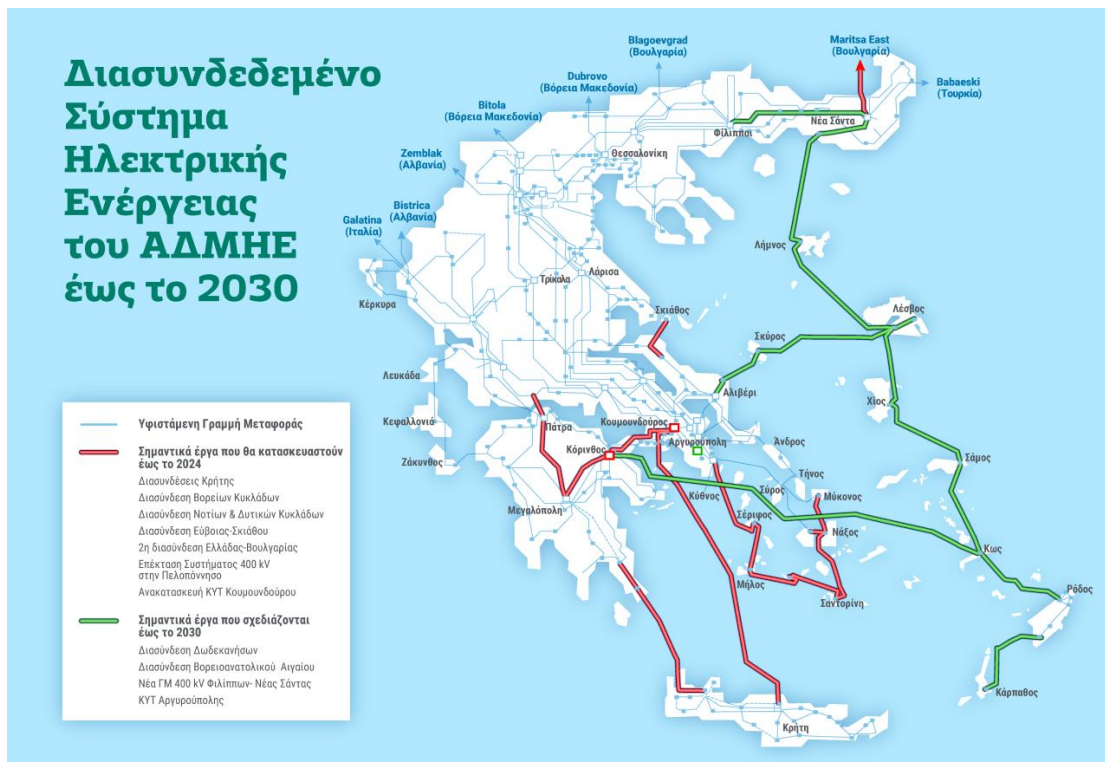 Διασυνδεδεμένο
Σύστημα
Ηλεκτρικής
Ενέργειας
του ΑΔΜΗΕ
έως το 2030
Blagoevgrad
(Βουλγαρία)
Maritsa East
(Βουλγαρία)
Dubrovo
(Βόρεια Μακεδονία)
Babaeski
(Τουρκία)
Bitola
(Βόρεια Μακεδονία)
Zemblak
(Αλβανία)
Bistrica
(Αλβανία)
Galatina
(Ιταλία)
Φίλιπποι
Νέα Σάντα
Θεσσαλονίκη
Λήμνος
Λάρισα
Τρίκαλα
Κέρκυρα
Σκιάθος
Λέσβος
Σκύρος
Λευκάδα
Αλιβέρι
Χίος
Κεφαλλονιά
Πάτρα
Κουμουνδούρος
Αργυρούπολη
Άνδρος
Κόρινθος
Ζάκυνθος
Σάμος
Τήνος
Μεγαλόπολη
Κύθνος
Σύρος
Μύκονος
Σέριφος
Νάξος
Κως
Μήλος
Σαντορίνη
Ρόδος
Κάρπαθος
Κρήτη
Υφιστάμενη Γραμμή Μεταφοράς
Σημαντικά έργα που θα κατασκευαστούν
έως το 2024
Διασυνδέσεις Κρήτης
Διασύνδεση Βορείων Κυκλάδων
Διασύνδεση Νοτίων & Δυτικών Κυκλάδων
Διασύνδεση Εύβοιας-Σκιάθου
2η διασύνδεση Ελλάδας-Βουλγαρίας
Επέκταση Συστήματος 400 kV
στην Πελοπόννησο
Ανακατασκευή ΚΥΤ Κουμουνδούρου
Σημαντικά έργα που σχεδιάζονται
έως το 2030
Διασύνδεση Δωδεκανήσων
Διασύνδεση Βορειοανατολικού Αιγαίου
Νέα ΓΜ 400 kV Φιλίππων- Νέας Σάντας
ΚΥΤ Αργυρούπολης